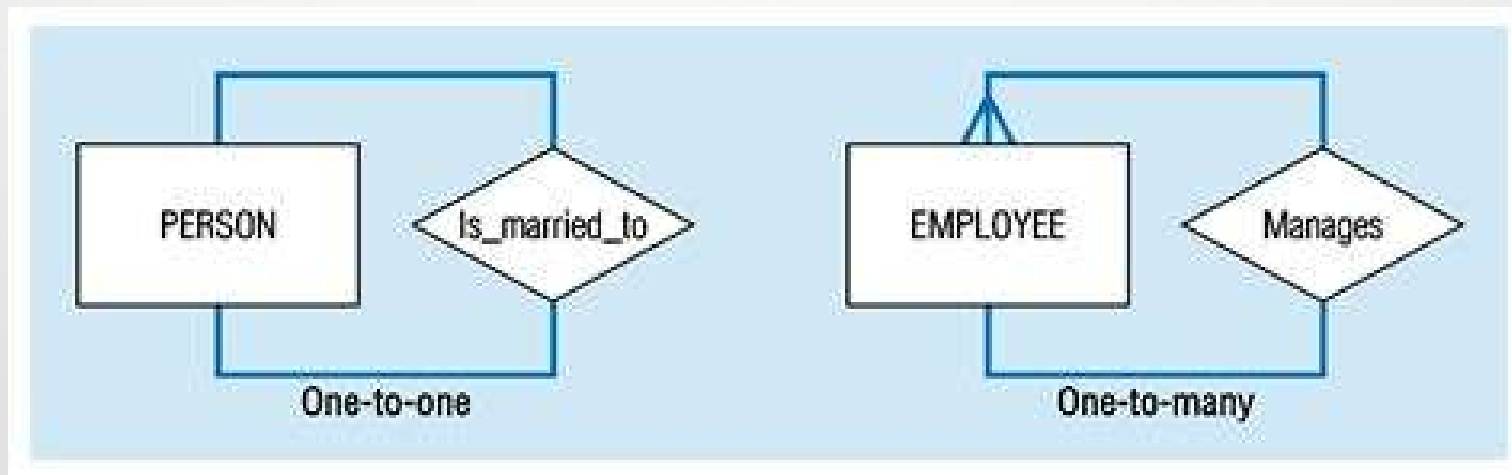 PERSON
Is_married_to
One-to-one
EMPLOYEE
Manages
One-to-many